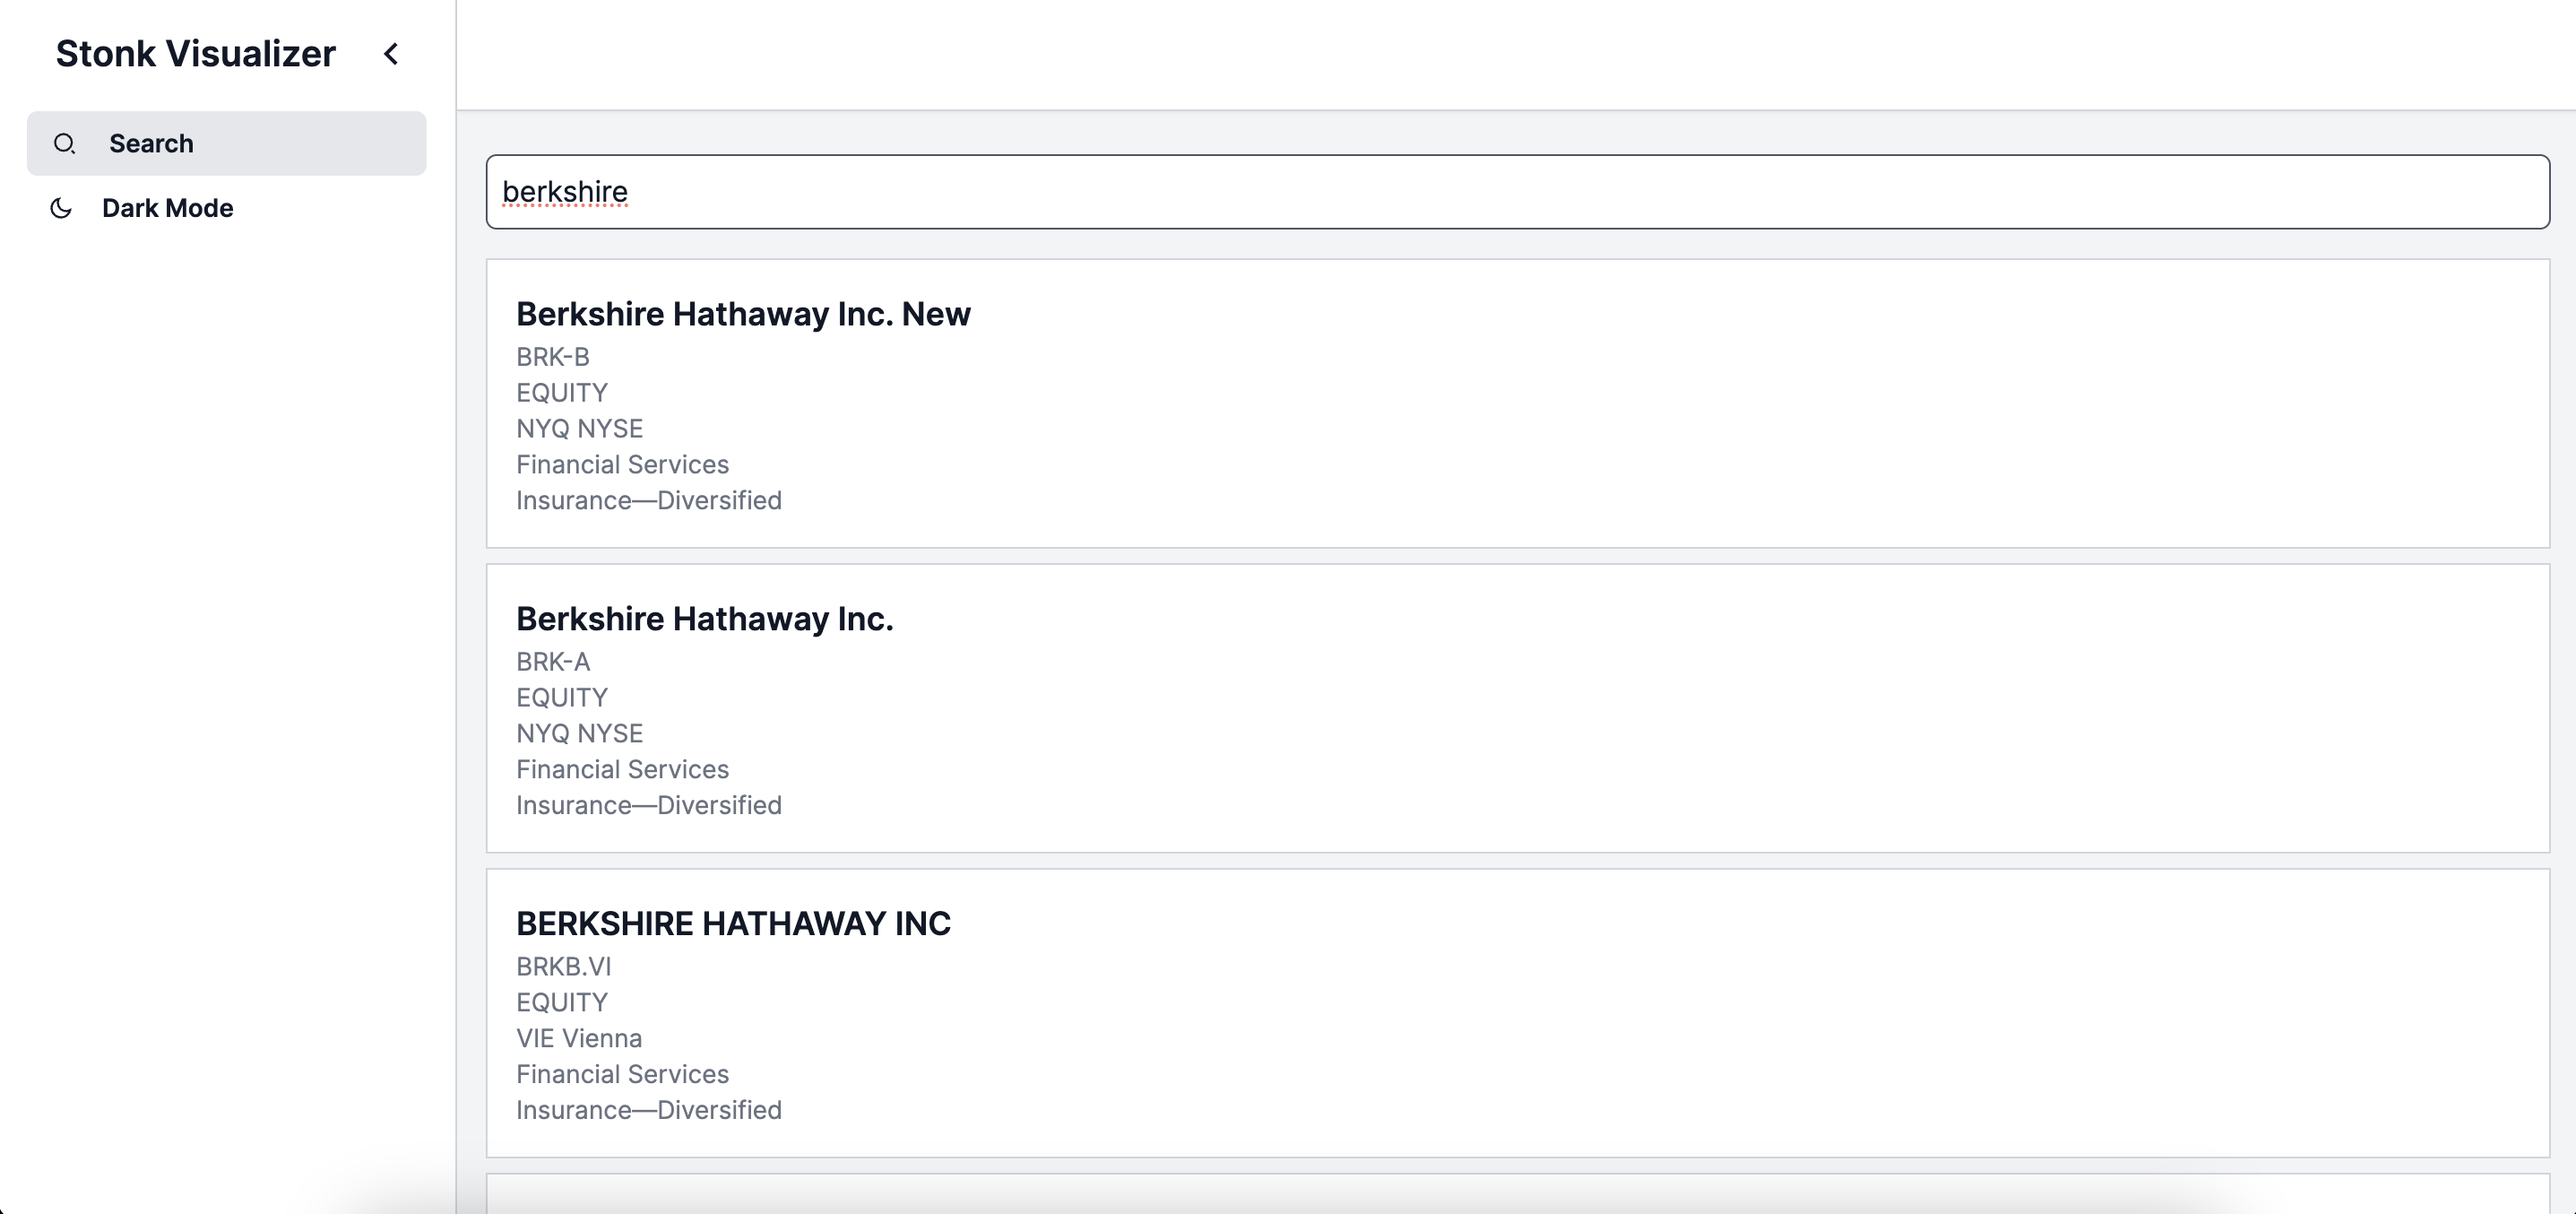 Stonk Visualizer
Search
Dark Mode
berkshire
Berkshire Hathaway Inc. New
BRK-B
EQUITY
NYQ NYSE
Financial Services
Insurance—Diversified
Berkshire Hathaway Inc.
BRK-A
EQUITY
NYQ NYSE
Financial Services
Insurance—Diversified
BERKSHIRE HATHAWAY INC
BRKB.VI
EQUITY
VIE Vienna
Financial Services
Insurance—Diversified